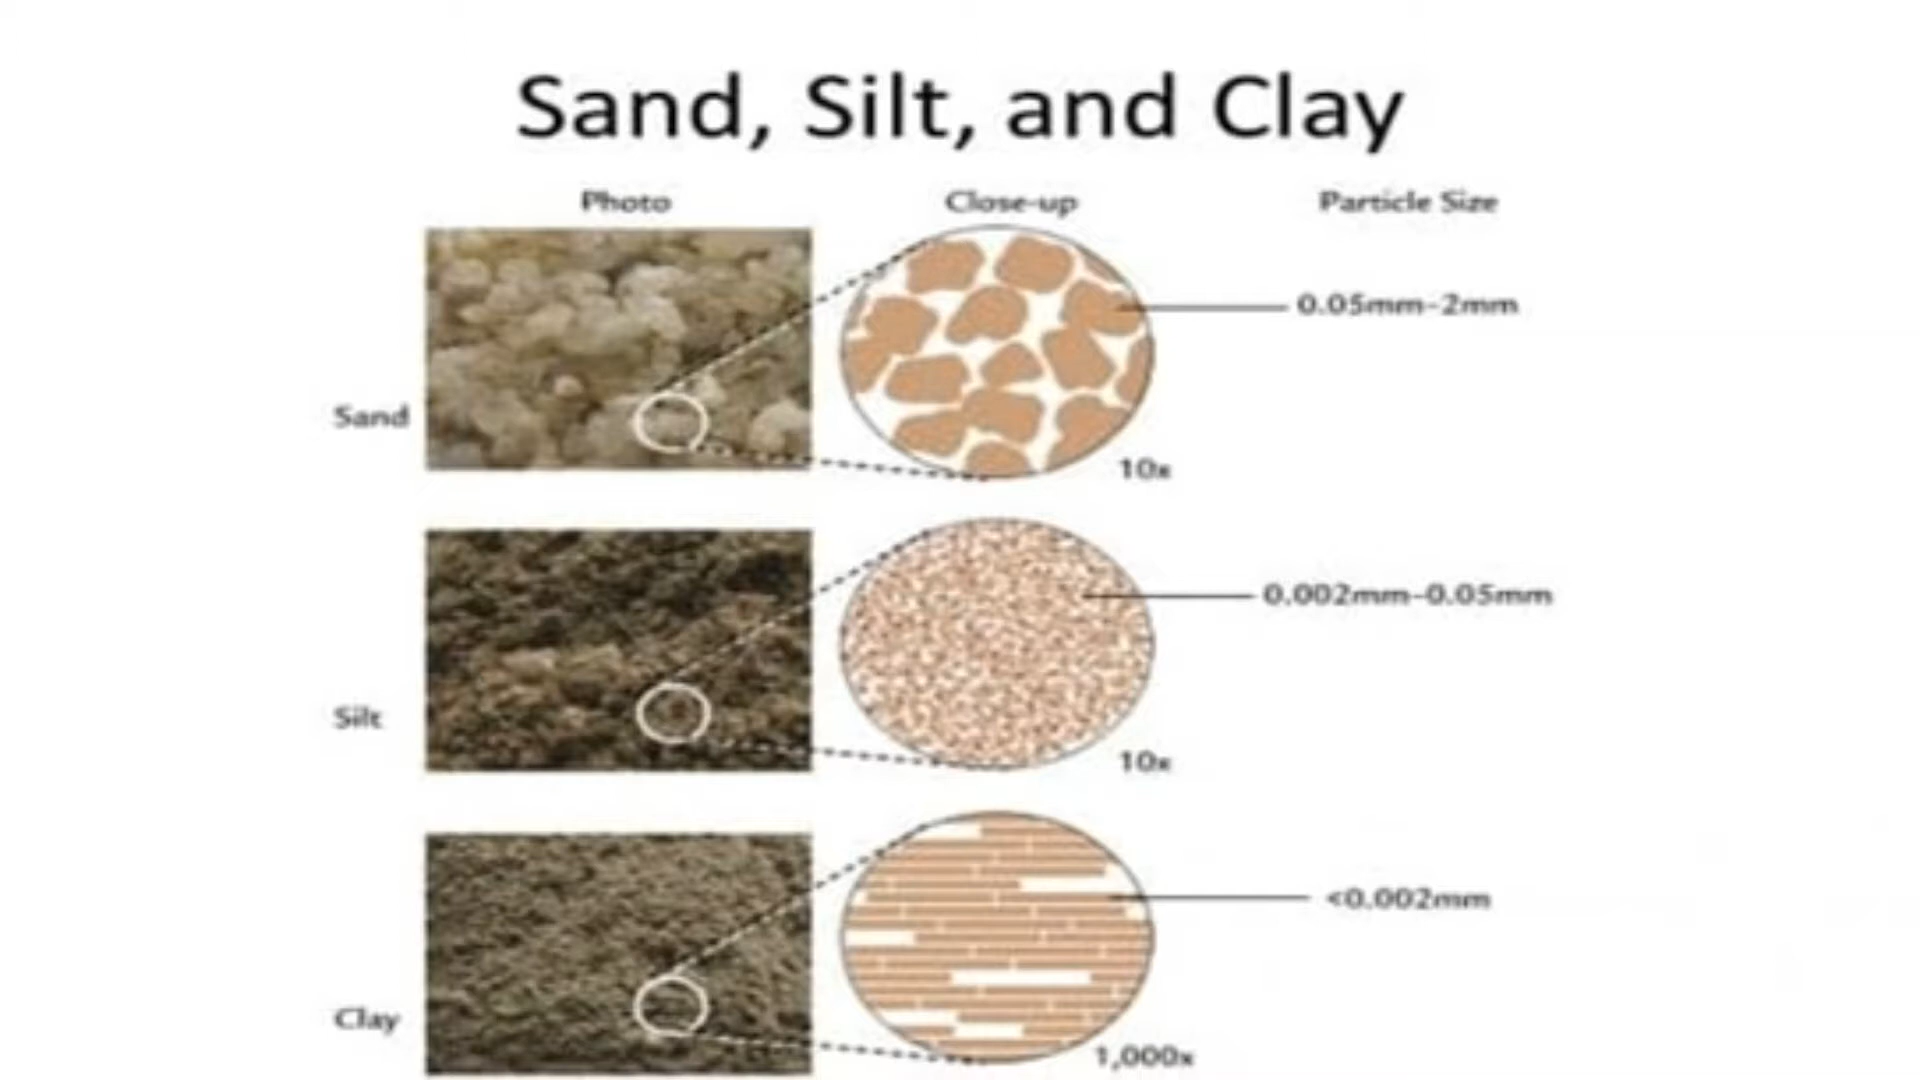 Sand, Silt, and Clay
Photo Close-up Particle Size
0.05mm–2mm
Sand
10x
0.002mm–0.05mm
Silt
10x
<0.002mm
Clay
1,000x